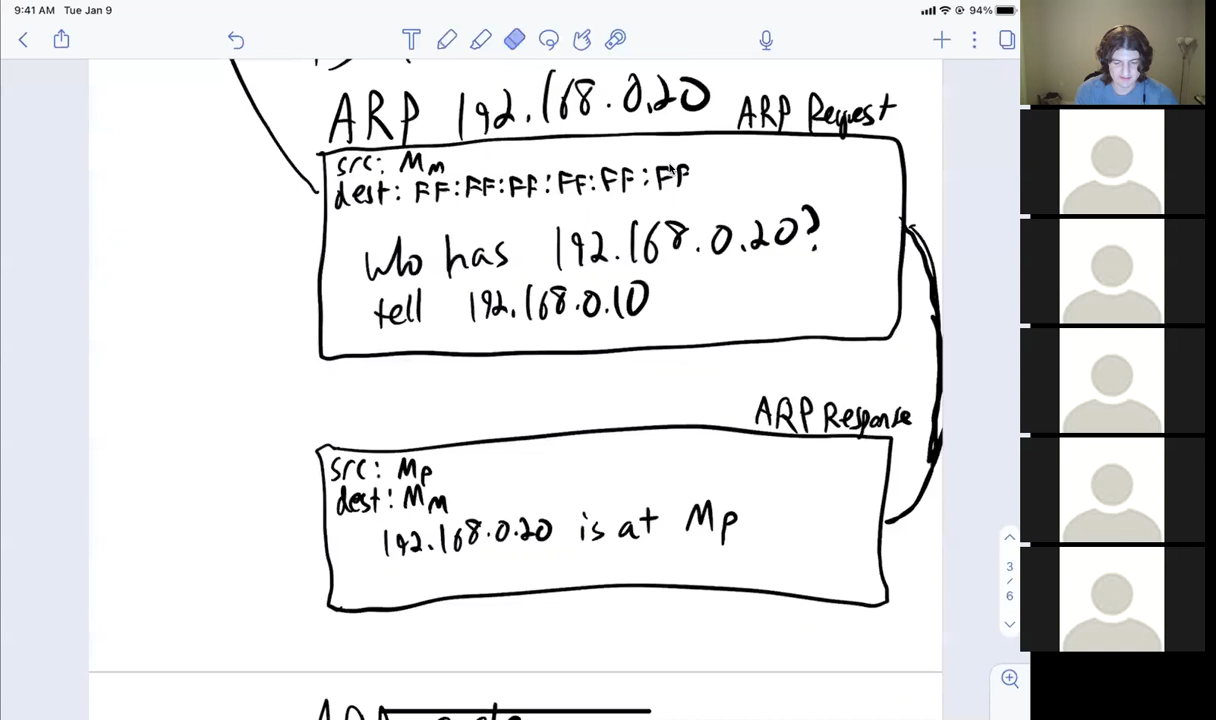 9:41 AM Tue Jan 9
94%
ARP 192.168.0.20
ARP Request
src: Mm
dest: FF:FF:FF:FF:FF:FF
who has 192.168.0.20?
tell 192.168.0.10
ARP Response
src: Mp
dest: Mm
192.168.0.20 is at Mp
3
/
6